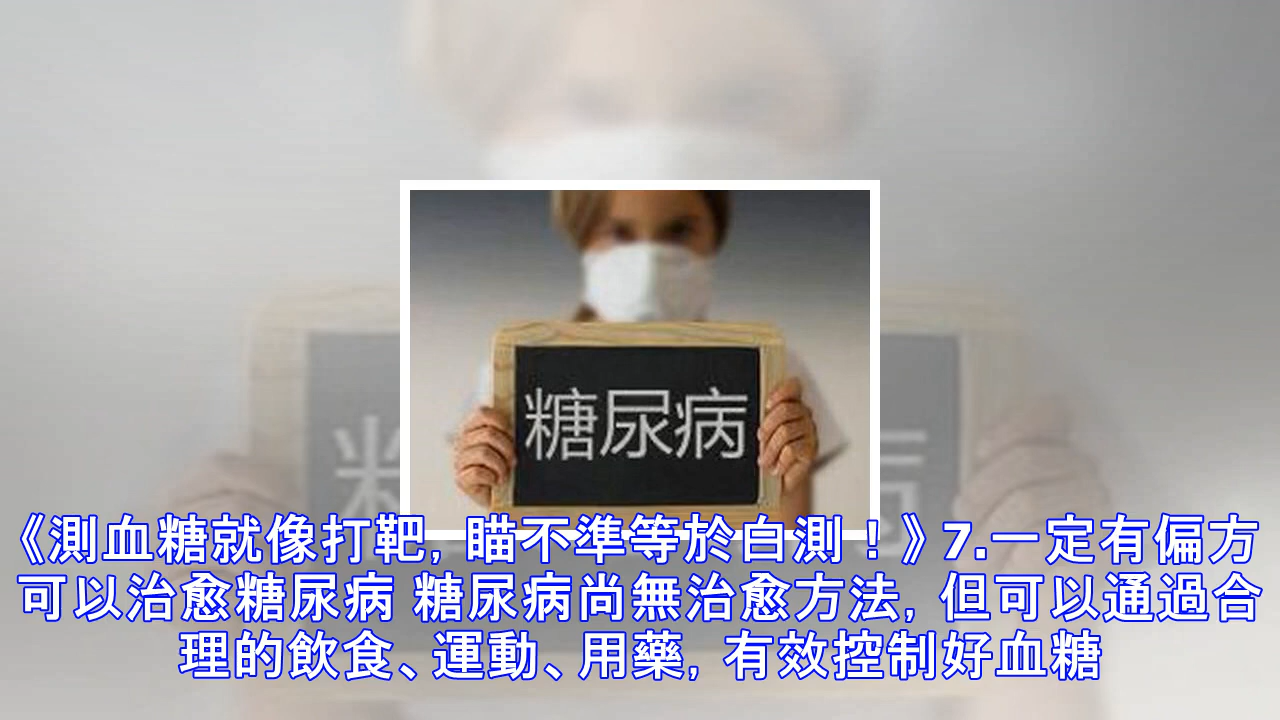 糖尿病
《測血糖就像打靶, 瞄不準等於白測！》7.一定有偏方
可以治愈糖尿病 糖尿病尚無治愈方法, 但可以通過合
理的飲食、運動、用藥, 有效控制好血糖